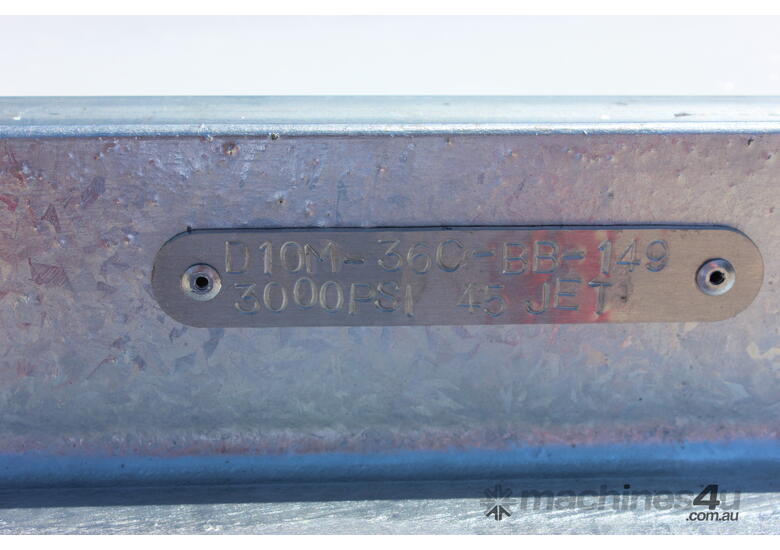 D10M-36C-BB-149
3000PSI 45 JET
machines4u
.com.au